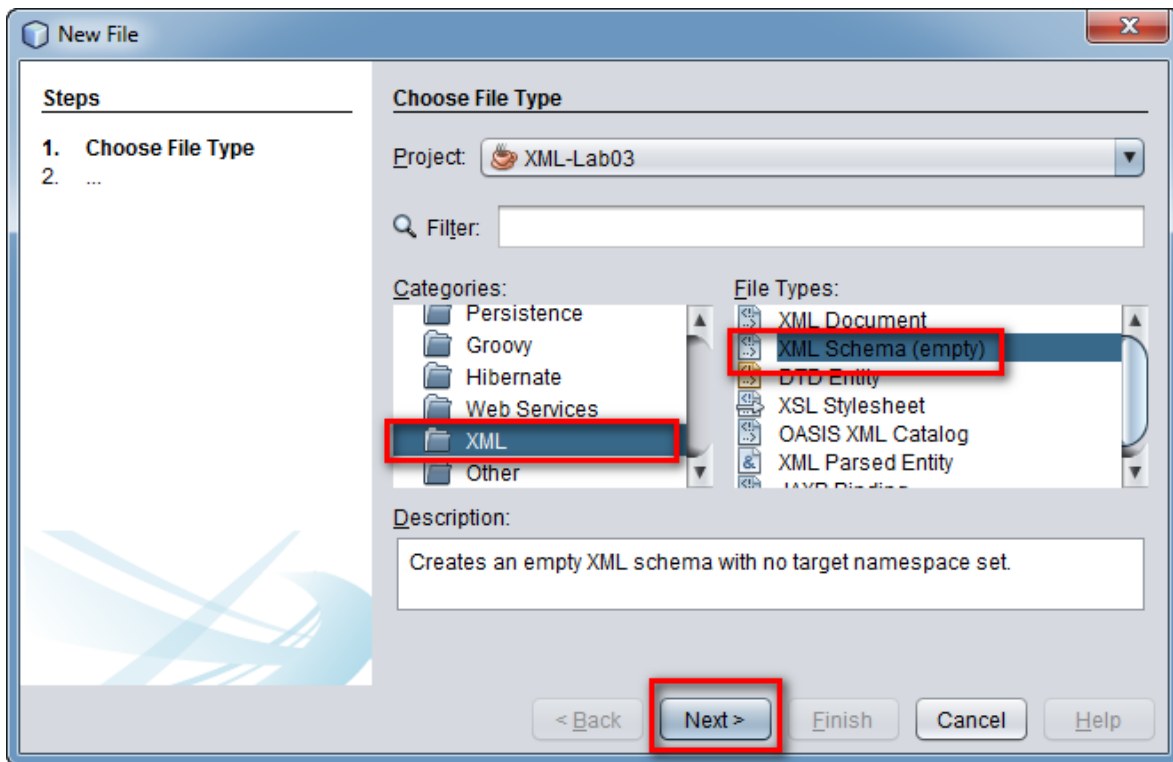 New File
X
Steps
1. Choose File Type
2. ...
Choose File Type
Project: XML-Lab03
Filter:
Categories:
Persistence
Groovy
Hibernate
Web Services
XML
Other
File Types:
XML Document
XML Schema (empty)
DTD Entity
XSL Stylesheet
OASIS XML Catalog
XML Parsed Entity
JAXB Binding
Description:
Creates an empty XML schema with no target namespace set.
< Back
Next >
Finish
Cancel
Help